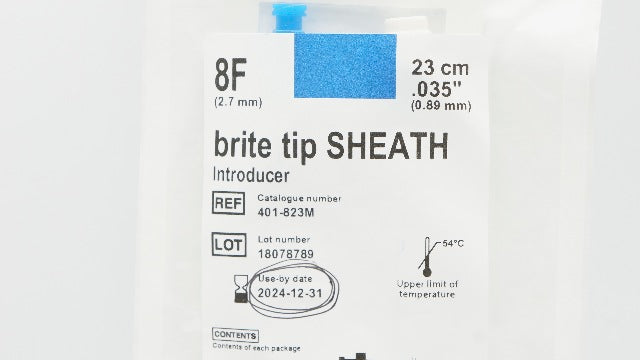 8F
(2.7 mm)
23 cm
.035"
(0.89 mm)
brite tip SHEATH
Introducer
REF
Catalogue number
401-823M
LOT
Lot number
18078789
Use-by date
2024-12-31
54°C
Upper limit of
temperature
CONTENTS
Contents of each package